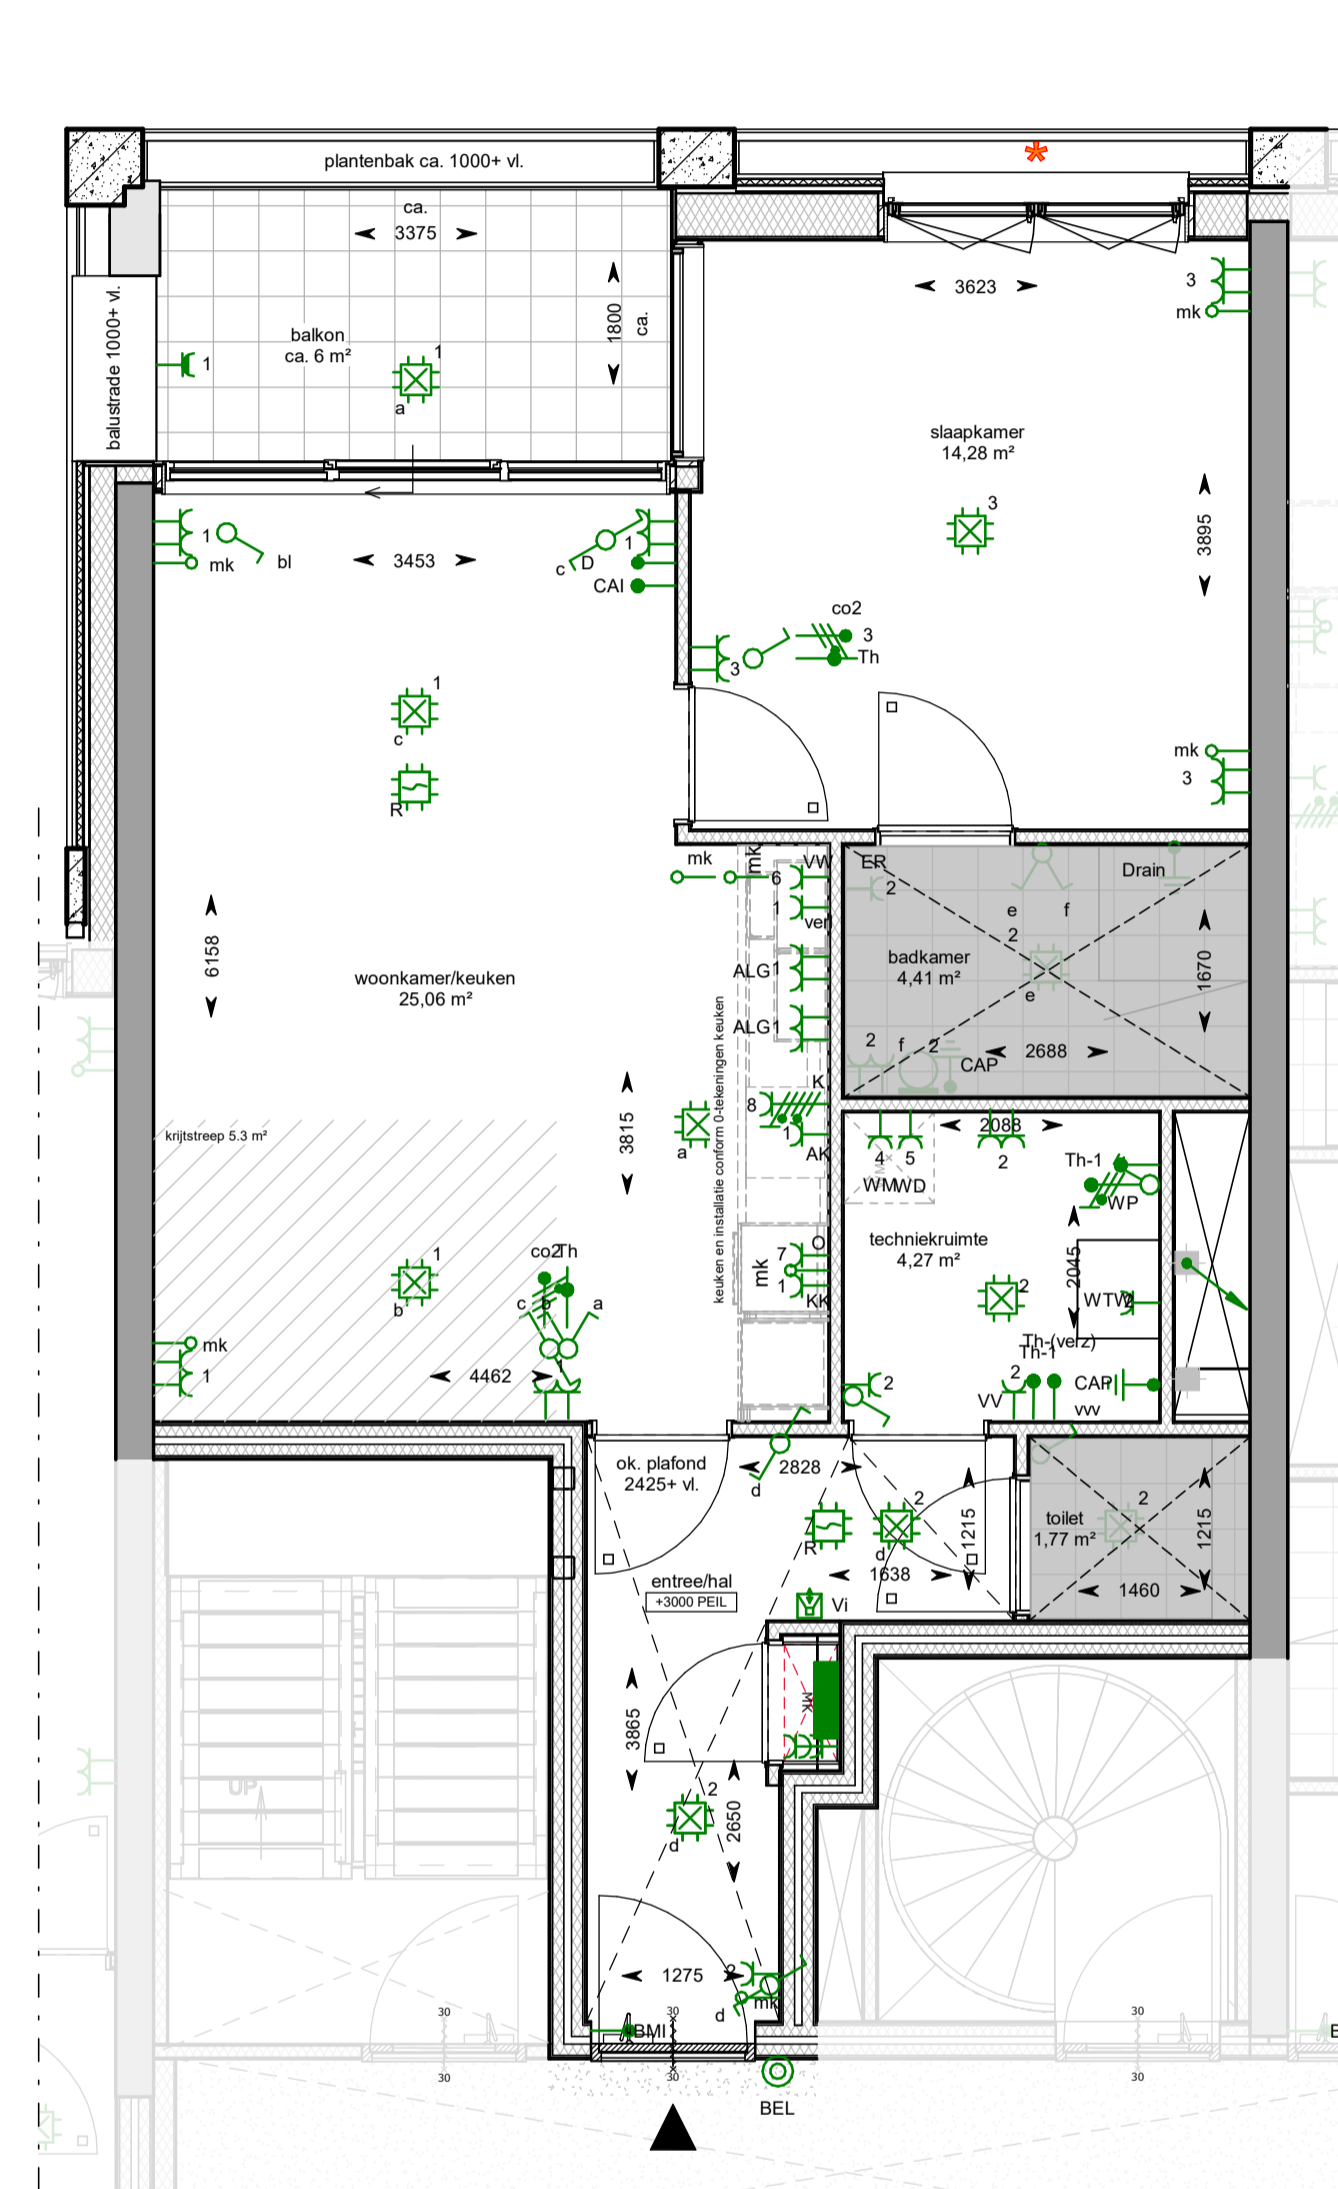 plantenbak ca. 1000+ vl.
*
ca.
3375
1800
ca.
balustrade 1000+ vl.
balkon
ca. 6 m²
1
1
a
3623
3
mk
slaapkamer
14,28 m²
3
3895
1
mk
bl
3453
c
D
1
CAI
co2
3
Th
3
1
c
R
mk
3
mk
mk
VW
6
1
ver
ALG1
ALG1
ER
2
Drain
e
f
2
badkamer
4,41 m²
e
1670
2
f
2
CAP
2688
6158
woonkamer/keuken
25,06 m²
keuken en installatie conform 0-tekeningen keuken
K
8
1
AK
a
3815
krijtstreep 5.3 m²
2088
4
5
2
WM
WD
Th-1
WP
techniekruimte
4,27 m²
2045
2
WTW
2
Th-(verz)
Th-1
2
VV
CAP
vvv
2
O
7
mk
1
KK
1
b
co2
Th
c
b
a
1
mk
1
4462
ok. plafond
2425+ vl.
2828
d
2
R
d
1215
1638
toilet
1,77 m²
2
1215
1460
entree/hal
+3000 PEIL
Vi
MK
3865
2
d
2650
UP
1275
2
mk
d
BMI
30
30
30
30
30
30
BEL